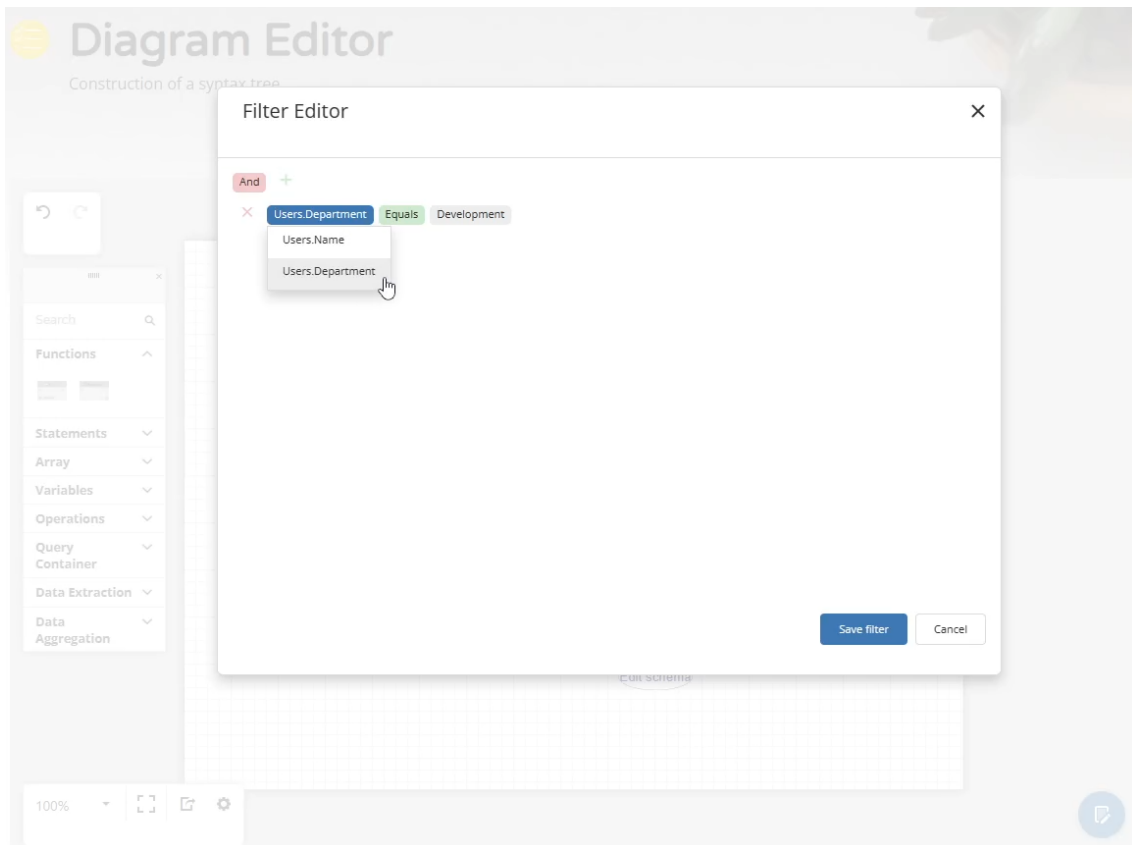 Diagram Editor
Construction of a syntax tree
Filter Editor
And
Users.Department Equals Development
Users.Name
Users.Department
Search
Functions
Statements
Array
Variables
Operations
Query
Container
Data Extraction
Data
Aggregation
Save filter Cancel
Edit schema
100%